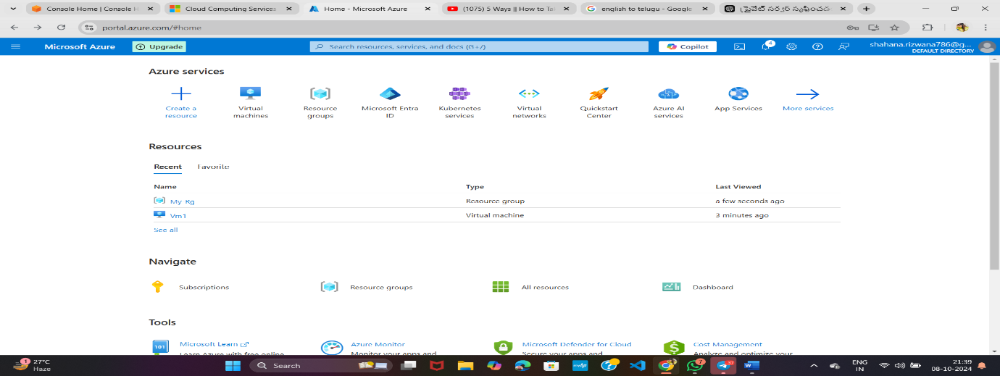 Console Home | Console H
Cloud Computing Services
Home - Microsoft Azure
(1075) 5 Ways || How to Ta
english to telugu - Google
ప్రైవేట్ సర్వర్ సృష్టించడం
portal.azure.com/#home
Microsoft Azure
Upgrade
Search resources, services, and docs (G+/)
Copilot
4
shahana.rizwana786@g...
DEFAULT DIRECTORY
Azure services
Create a
resource
Virtual
machines
Resource
groups
Microsoft Entra
ID
Kubernetes
services
Virtual
networks
Quickstart
Center
Azure AI
services
App Services
More services
Resources
Recent
Favorite
Name
Type
Last Viewed
My_Rg
Resource group
a few seconds ago
Vm1
Virtual machine
3 minutes ago
See all
Navigate
Subscriptions
Resource groups
All resources
Dashboard
Tools
101
Microsoft Learn
Learn Azure with free online
Azure Monitor
Monitor your apps and
Microsoft Defender for Cloud
Secure your apps and
Cost Management
Analyze and optimize your
1
27°C
Haze
Search
hp
7
37
ENG
IN
21:39
08-10-2024